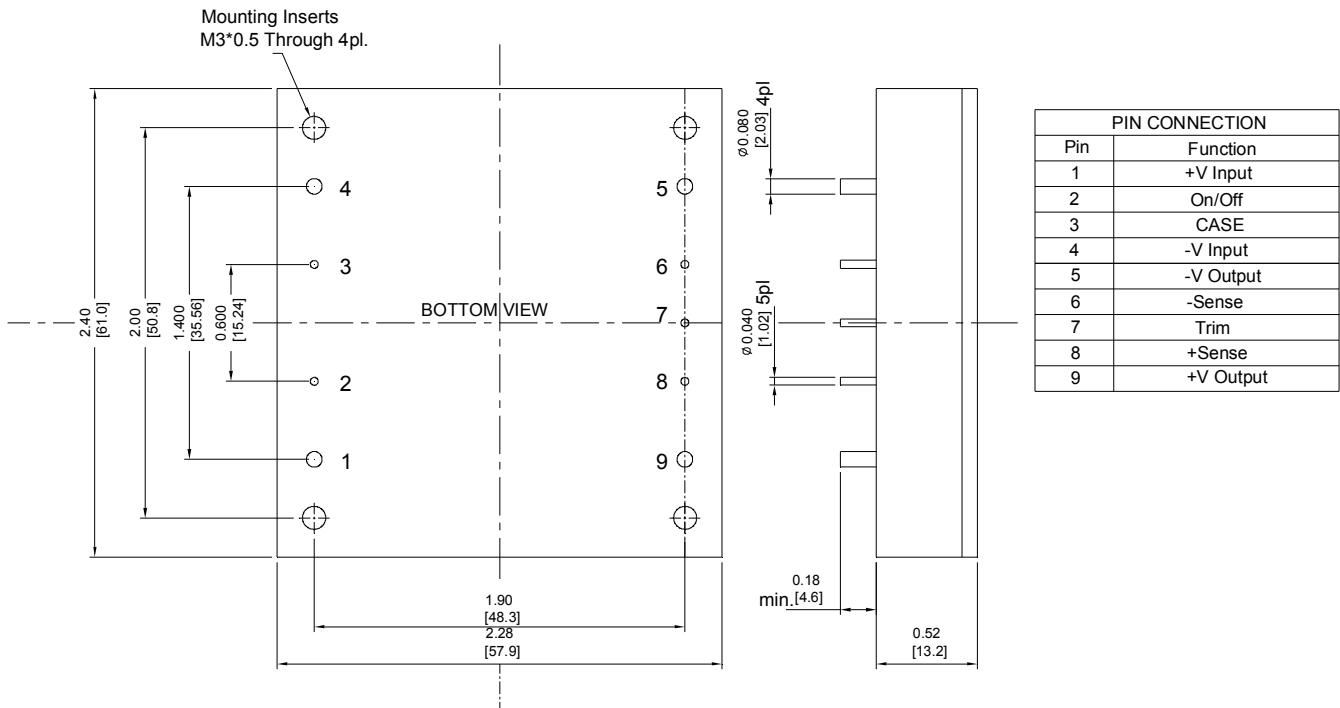 Mounting Inserts
M3*0.5 Through 4pl.
4
3
2
1
5
6
7
8
9
BOTTOM VIEW
2.40
[61.0]
2.00
[50.8]
1.400
[35.56]
0.600
[15.24]
1.90
[48.3]
2.28
[57.9]
Ø0.080
[2.03] 4pl
Ø0.040
[1.02] 5pl
0.18
min.[4.6]
0.52
[13.2]
PIN CONNECTION
Pin Function
1 +V Input
2 On/Off
3 CASE
4 -V Input
5 -V Output
6 -Sense
7 Trim
8 +Sense
9 +V Output